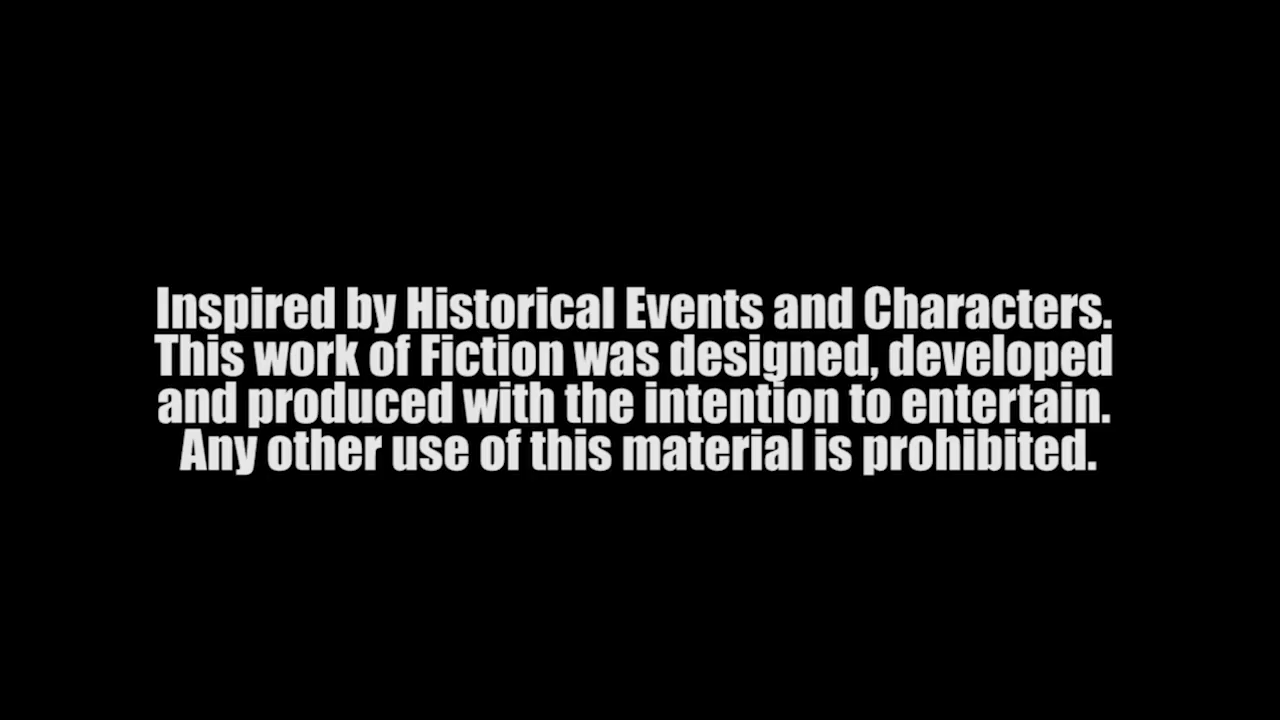 Inspired by Historical Events and Characters.
This work of Fiction was designed, developed
and produced with the intention to entertain.
Any other use of this material is prohibited.